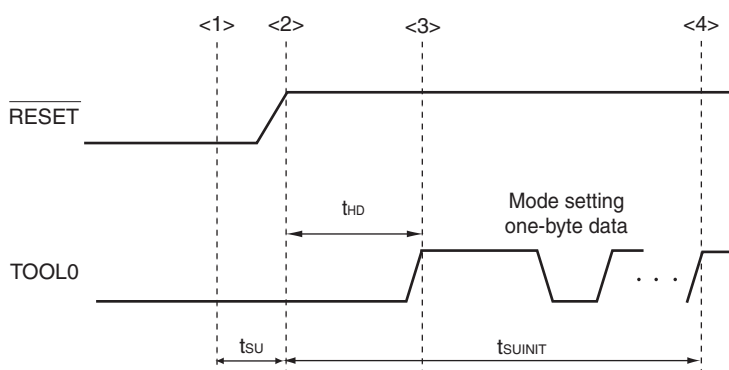 <1> <2> <3> <4>
RESET
tHD
Mode setting
one-byte data
TOOL0
. . .
tSU
tSUINIT